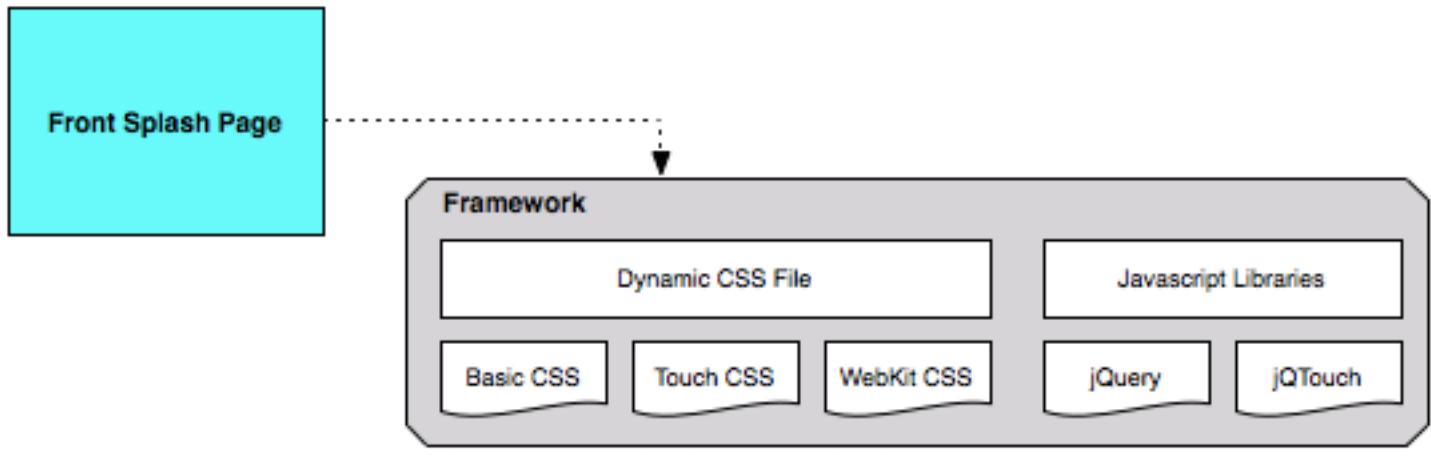 Front Splash Page
Framework
Dynamic CSS File
Javascript Libraries
Basic CSS
Touch CSS
WebKit CSS
jQuery
jQTouch